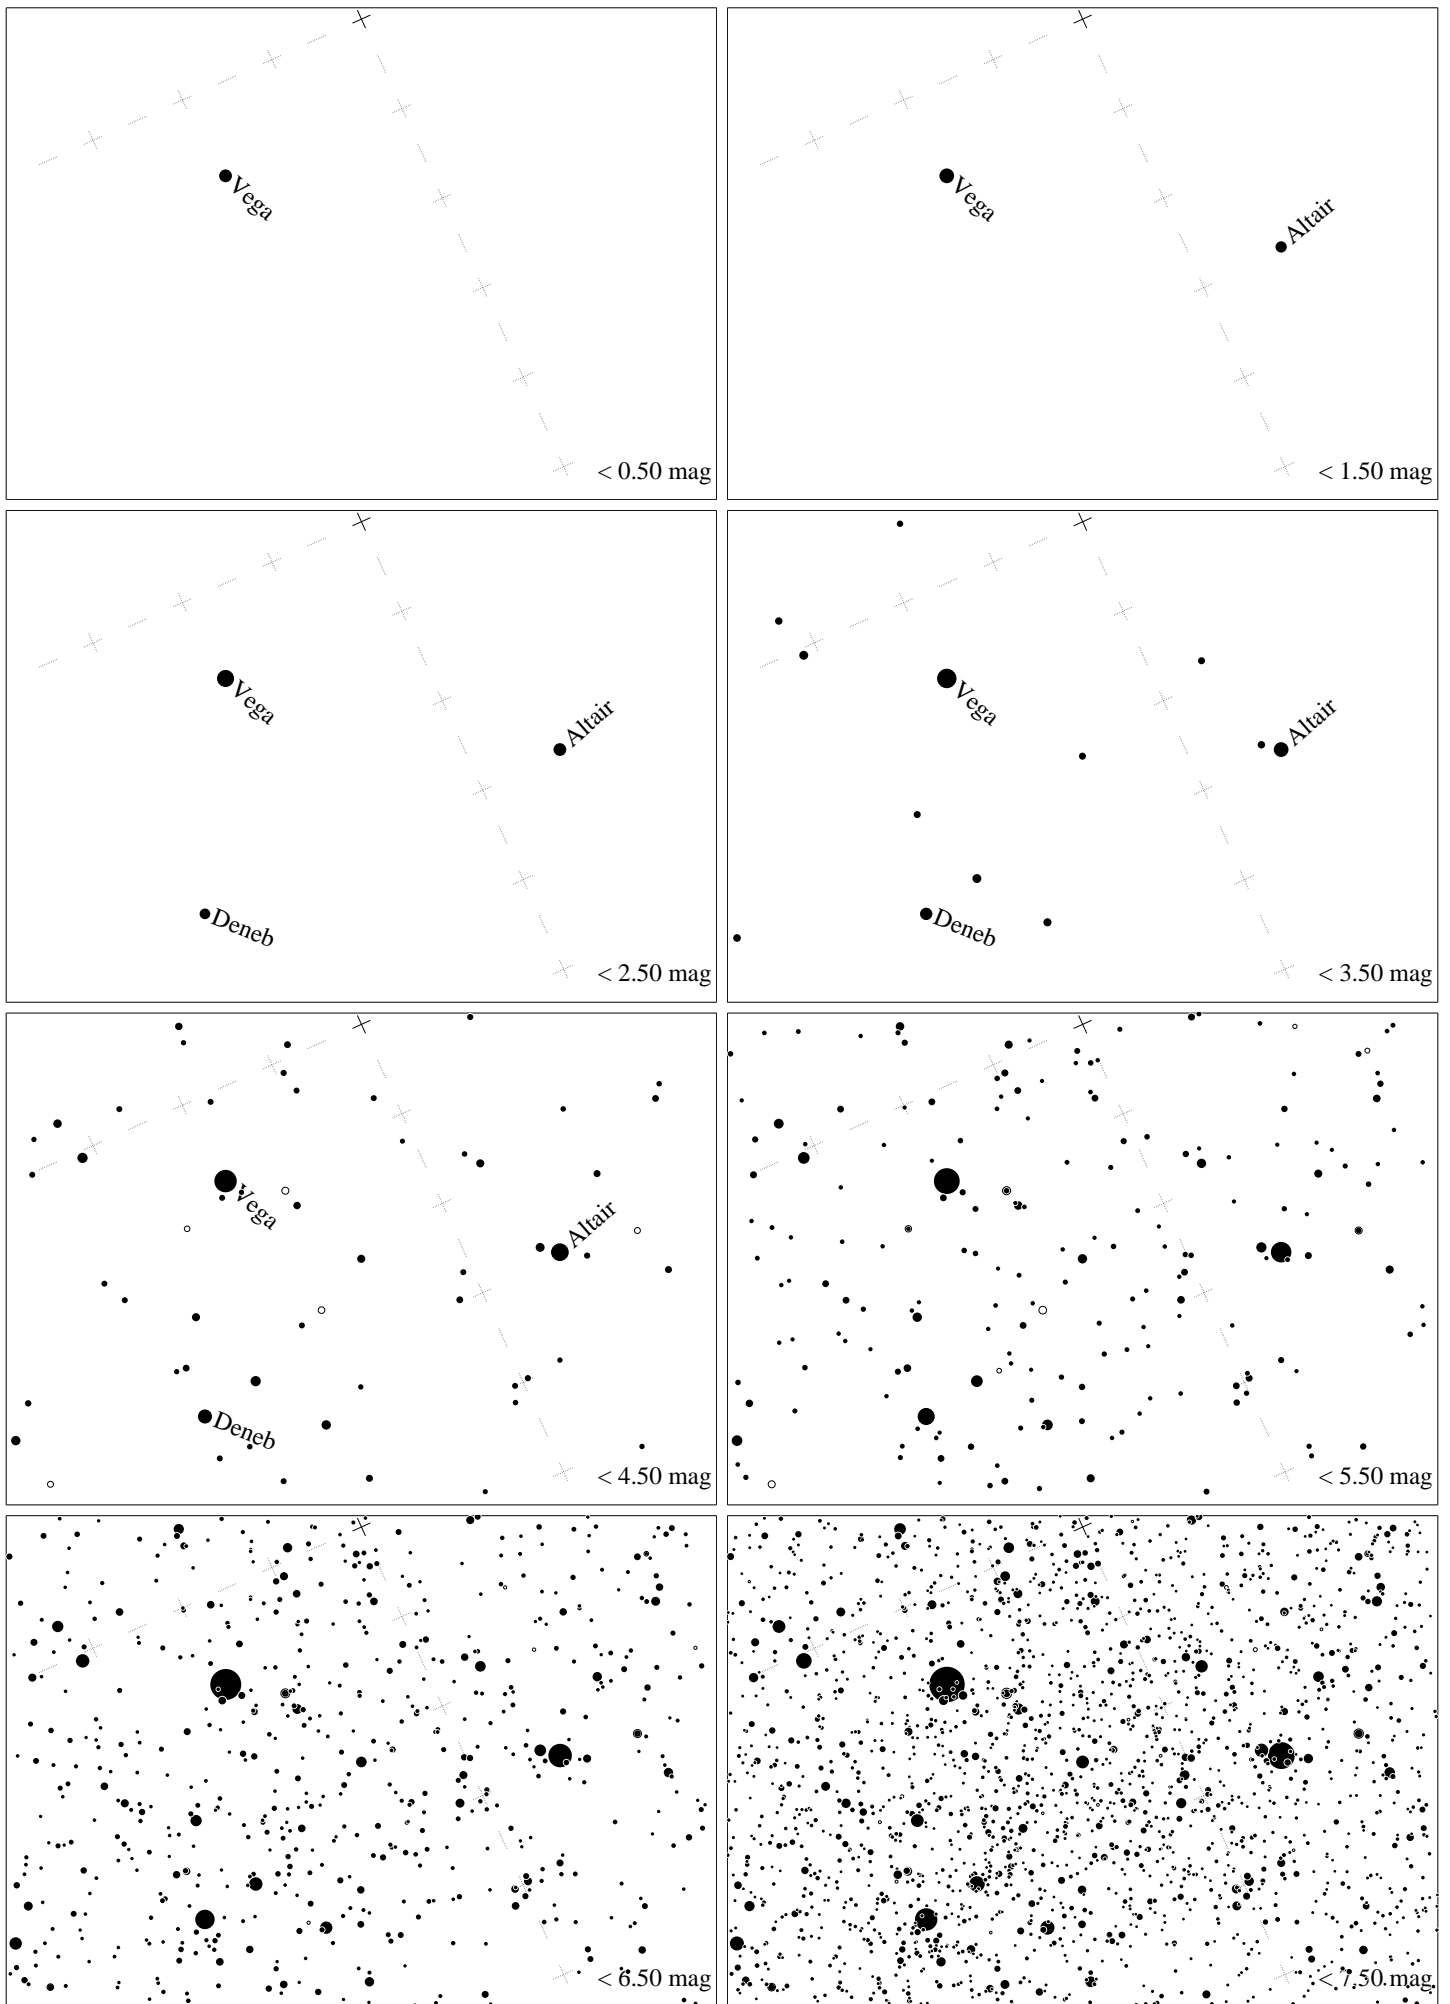 Vega
< 0.50 mag
Vega
Altair
< 1.50 mag
Vega
Altair
Deneb
< 2.50 mag
Vega
Altair
Deneb
< 3.50 mag
Vega
Altair
Deneb
< 4.50 mag
< 5.50 mag
< 6.50 mag
< 7.50 mag